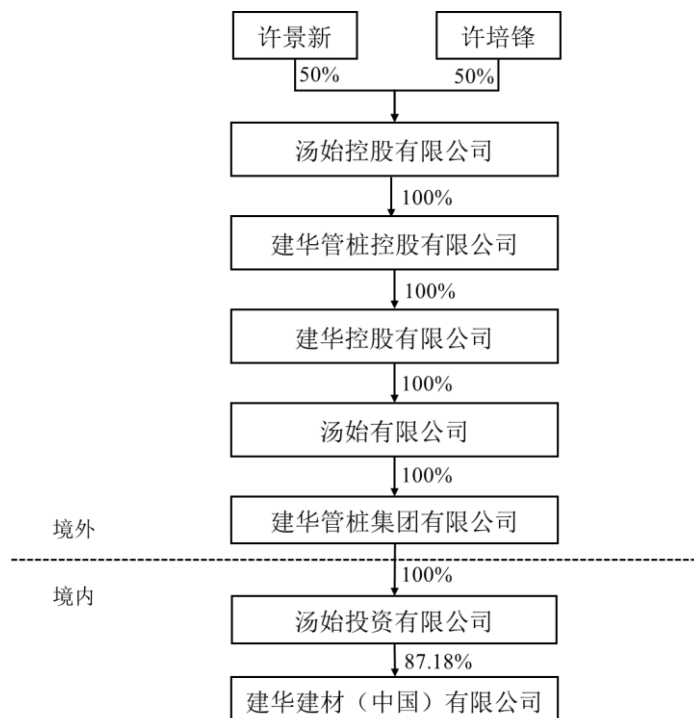 许景新
许培锋
50%
50%
汤始控股有限公司
100%
建华管桩控股有限公司
100%
建华控股有限公司
100%
汤始有限公司
100%
建华管桩集团有限公司
境外
100%
境内
汤始投资有限公司
87.18%
建华建材（中国）有限公司